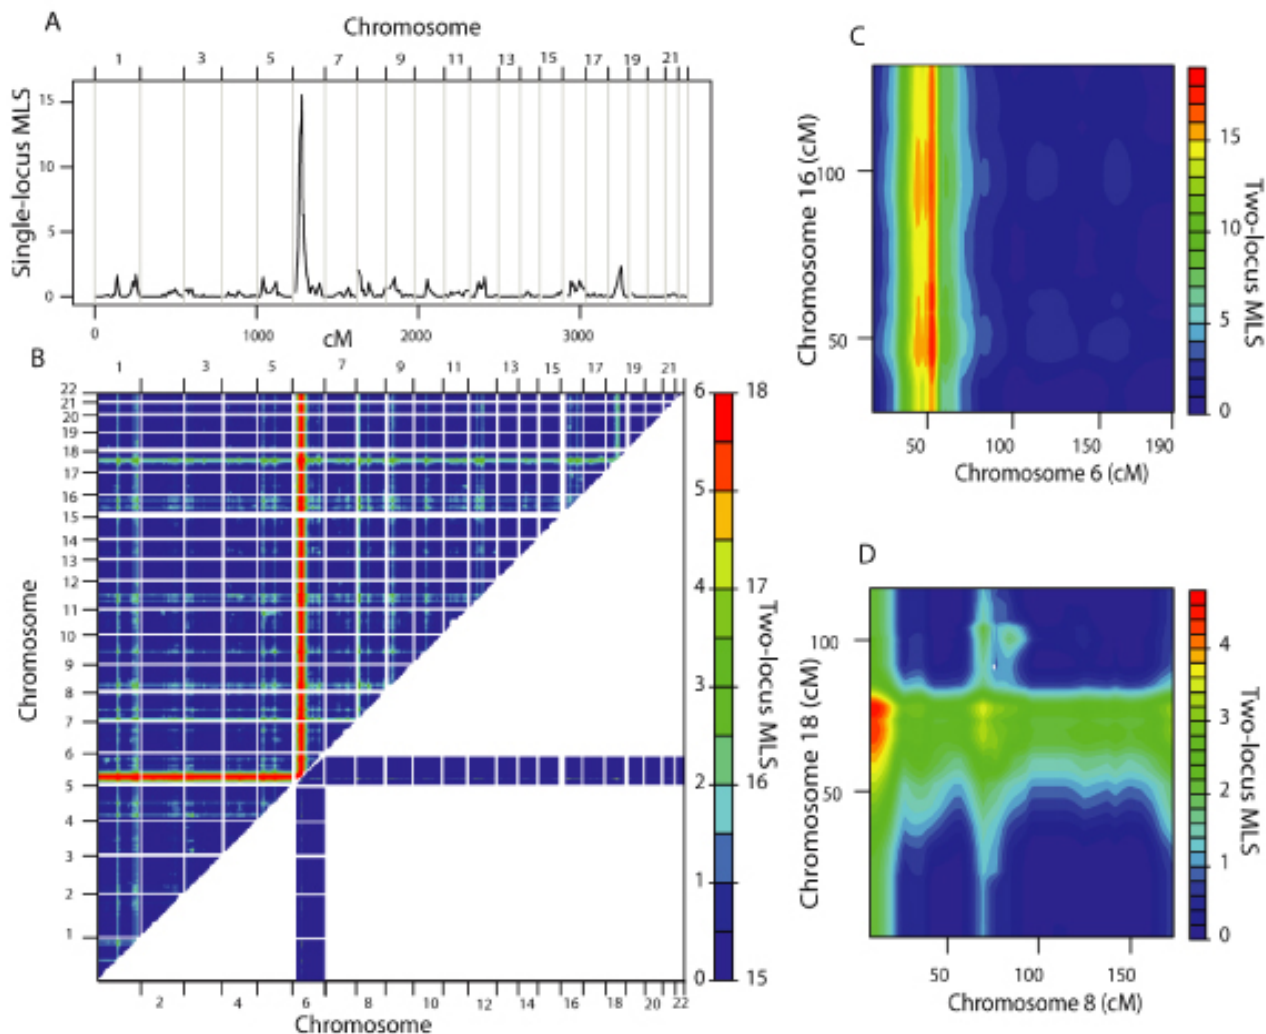 A
Chromosome
1 3 5 7 9 11 13 15 17 19 21
Single-locus MLS
15
10
5
0
0 1000 2000 3000
cM
B
1 3 5 7 9 11 13 15 17 19 21
22
21
20
19
18
17
16
15
14
13
12
11
10
9
8
7
6
5
4
3
2
1
Chromosome
2 4 6 8 10 12 14 16 18 20 22
Chromosome
6 18
5
4 17
3
2 16
1
0 15
Two-locus MLS
C
Chromosome 16 (cM)
100
50
50 100 150 190
Chromosome 6 (cM)
15
10
5
0
Two-locus MLS
D
Chromosome 18 (cM)
100
50
50 100 150
Chromosome 8 (cM)
4
3
2
1
0
Two-locus MLS